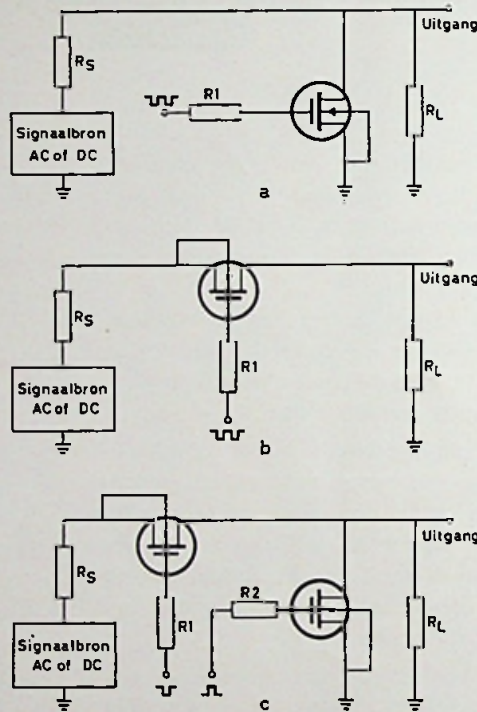 Uitgang
RS
R1
RL
Signaalbron
AC of DC
a
Uitgang
RS
R1
RL
Signaalbron
AC of DC
b
Uitgang
RS
R2
R1
RL
Signaalbron
AC of DC
c